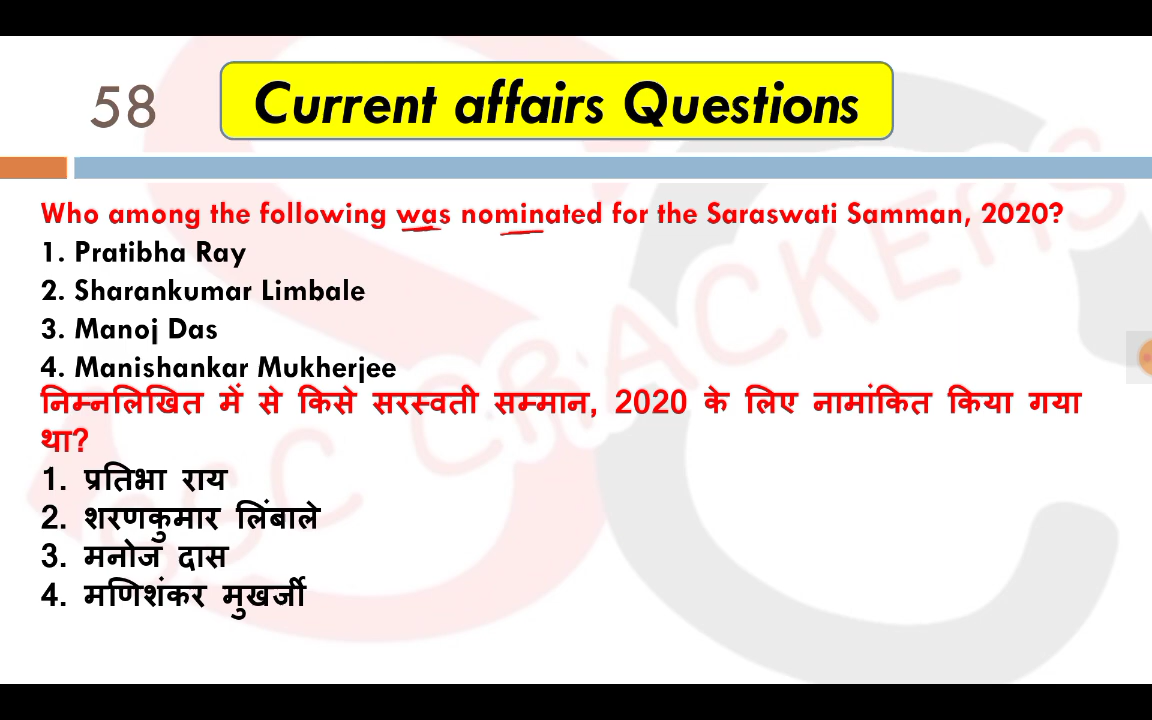 58
Current affairs Questions
Who among the following was nominated for the Saraswati Samman, 2020?
1. Pratibha Ray
2. Sharankumar Limbale
3. Manoj Das
4. Manishankar Mukherjee
निम्नलिखित में से किसे सरस्वती सम्मान, 2020 के लिए नामांकित किया गया
था?
1. प्रतिभा राय
2. शरणकुमार लिंबाले
3. मनोज दास
4. मणिशंकर मुखर्जी